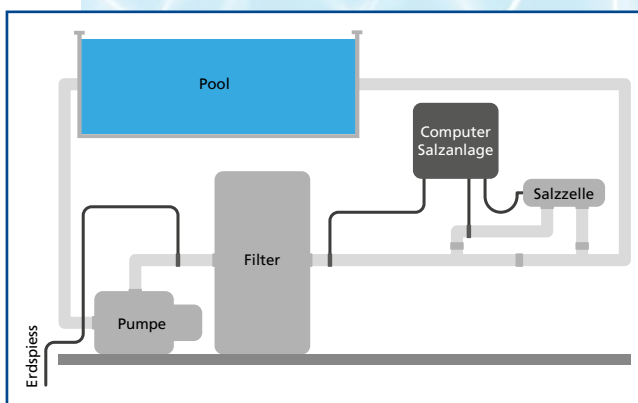 Pool
Computer
Salzanlage
Salzzelle
Filter
Pumpe
Erdspiess